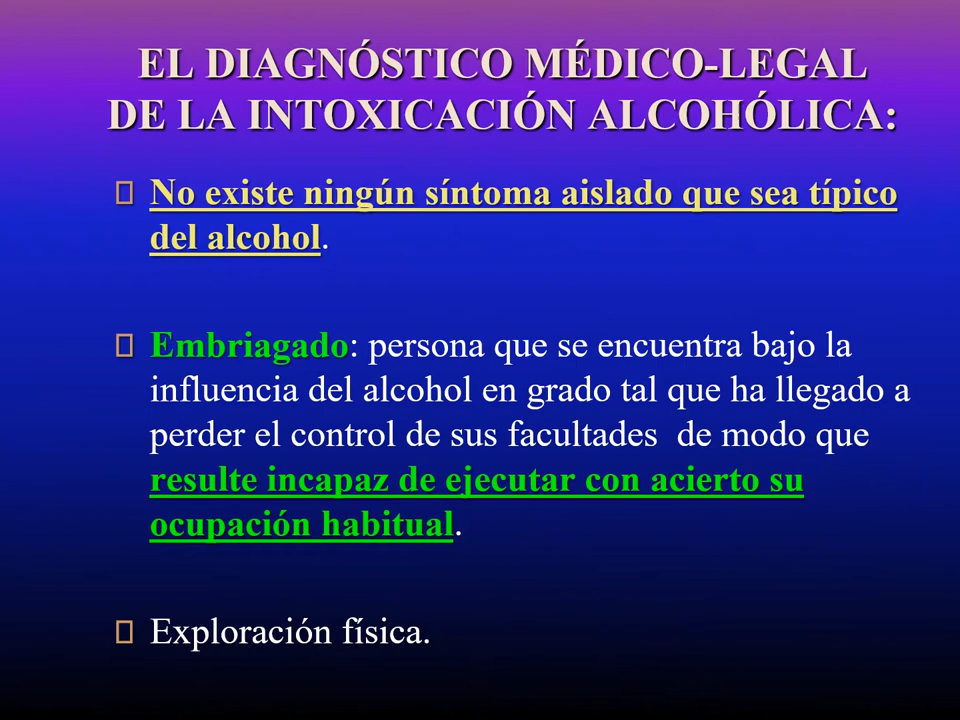 EL DIAGNÓSTICO MÉDICO-LEGAL
DE LA INTOXICACIÓN ALCOHÓLICA:
No existe ningún síntoma aislado que sea típico
del alcohol.
Embriagado: persona que se encuentra bajo la
influencia del alcohol en grado tal que ha llegado a
perder el control de sus facultades  de modo que
resulte incapaz de ejecutar con acierto su
ocupación habitual.
Exploración física.